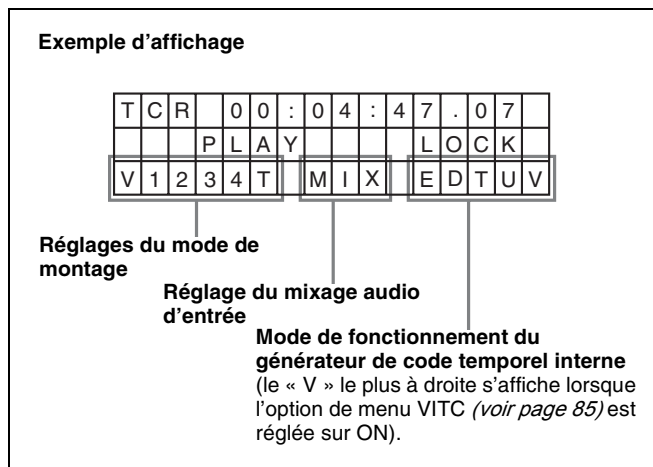 Exemple d'affichage
TCR 00:04:47.07
PLAY LOCK
V1234T MIX EDTUV
Réglages du mode de
montage
Réglage du mixage audio
d'entrée
Mode de fonctionnement du
générateur de code temporel interne
(le « V » le plus à droite s'affiche lorsque
l'option de menu VITC (voir page 85) est
réglée sur ON).